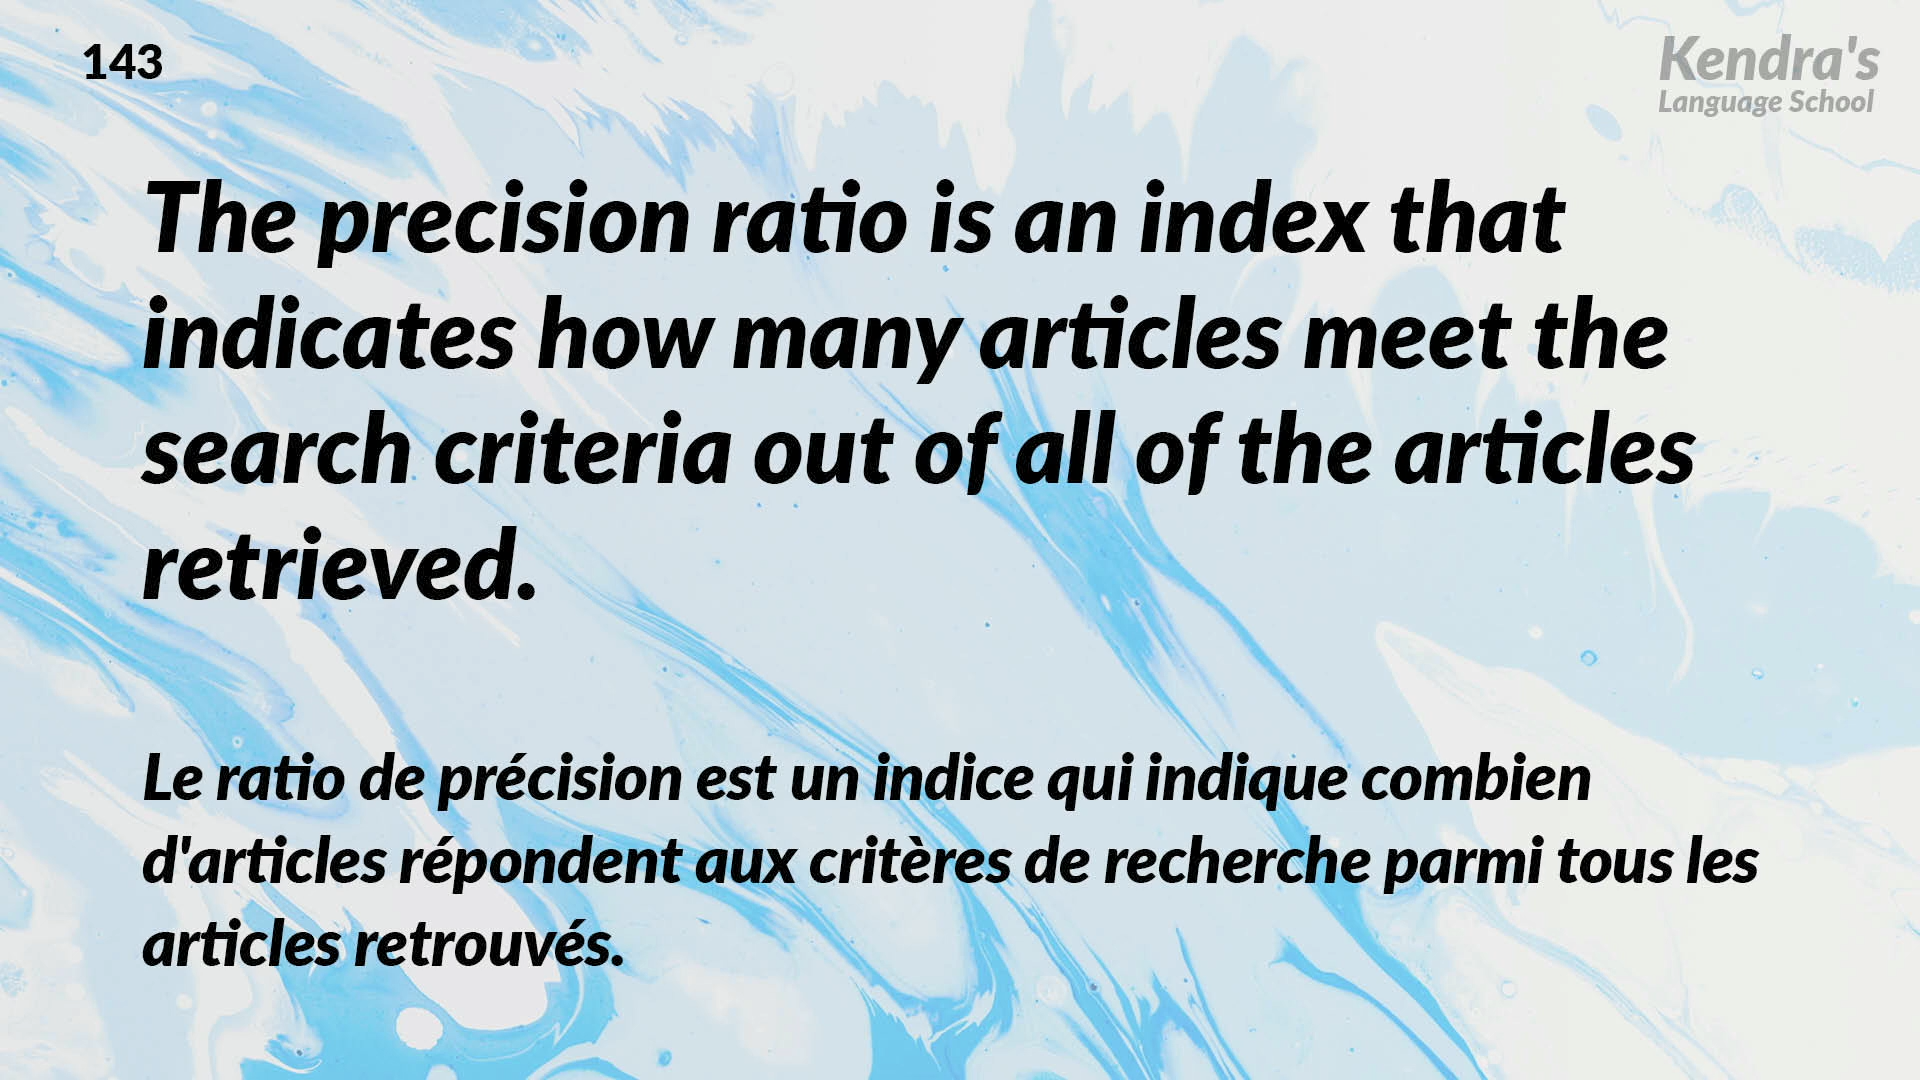 143
Kendra's
Language School
The precision ratio is an index that
indicates how many articles meet the
search criteria out of all of the articles
retrieved.
Le ratio de précision est un indice qui indique combien
d'articles répondent aux critères de recherche parmi tous les
articles retrouvés.